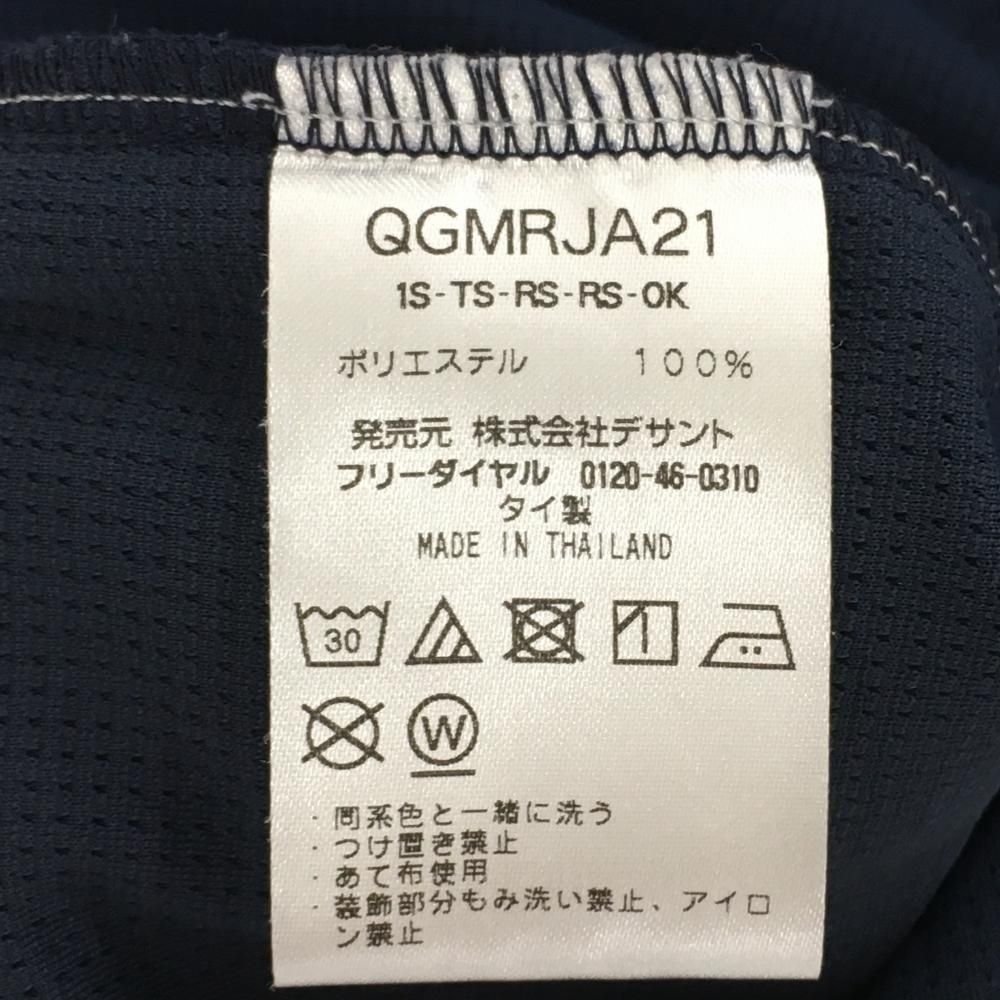 QGMRJA21
1S-TS-RS-RS-OK
ポリエステル 100%
発売元 株式会社デサント
フリーダイヤル 0120-46-0310
タイ製
MADE IN THAILAND
30
W
・同系色と一緒に洗う
・つけ置き禁止
・あて布使用
・装飾部分もみ洗い禁止、アイロ
ン禁止